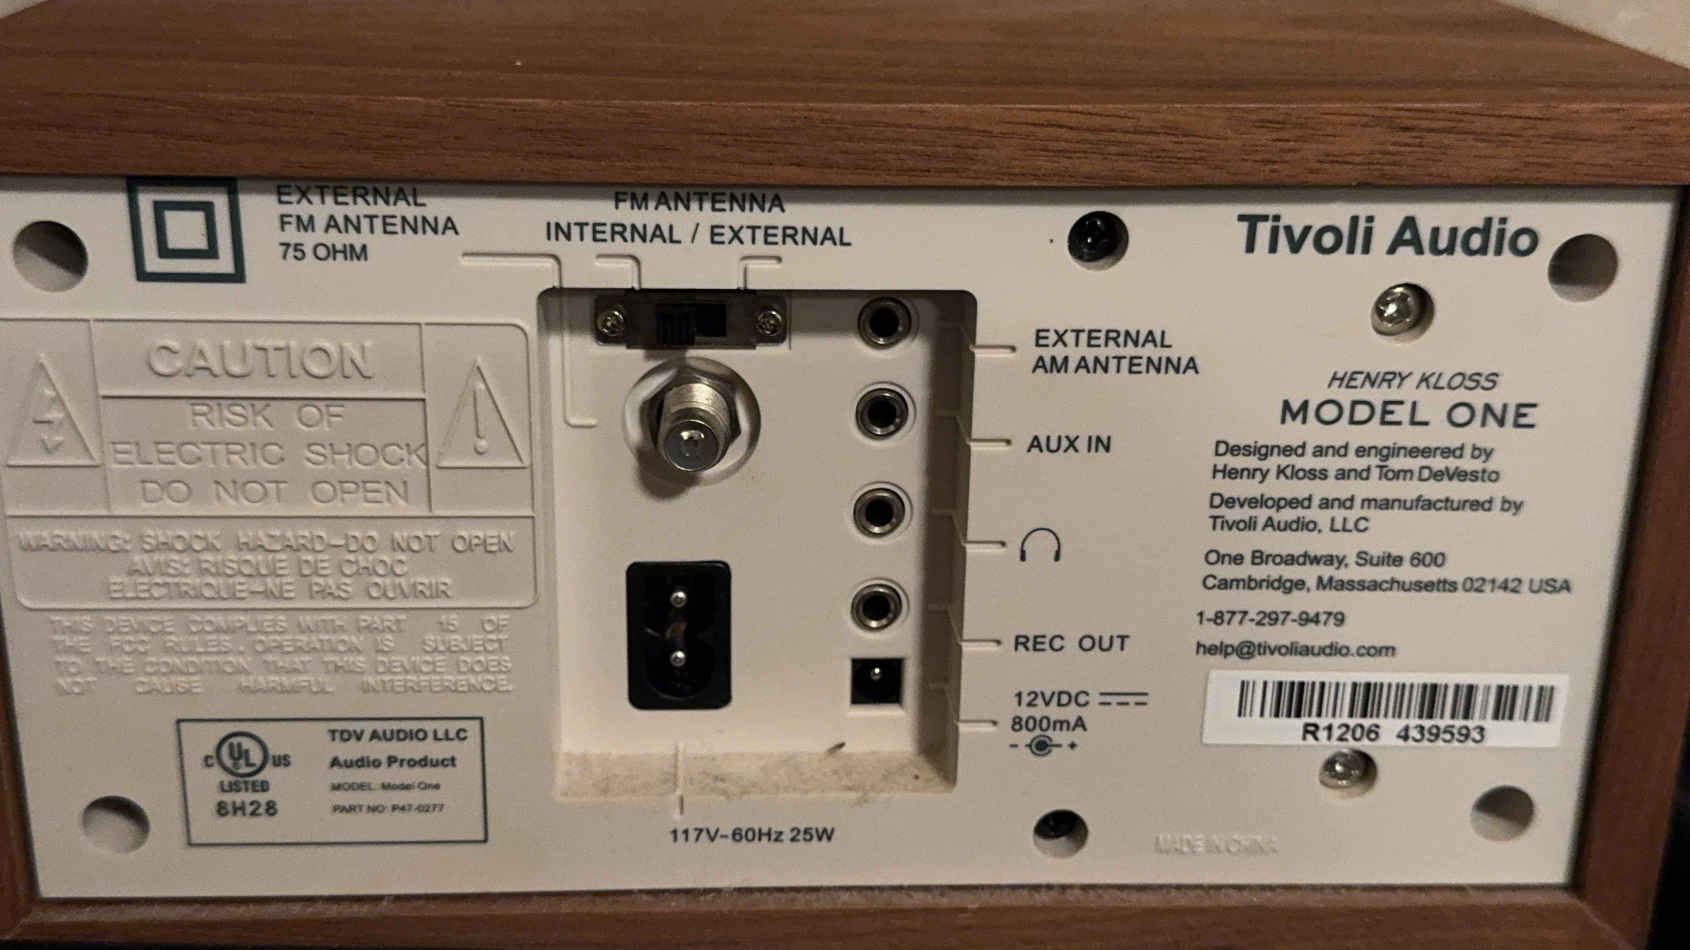 EXTERNAL
FM ANTENNA
75 OHM
FM ANTENNA
INTERNAL / EXTERNAL
CAUTION
RISK OF
ELECTRIC SHOCK
DO NOT OPEN
WARNING: SHOCK HAZARD-DO NOT OPEN
AVIS: RISQUE DE CHOC
ELECTRIQUE-NE PAS OUVRIR
THIS DEVICE COMPLIES WITH PART 15 OF
THE FCC RULES. OPERATION IS SUBJECT
TO THE CONDITION THAT THIS DEVICE DOES
NOT CAUSE HARMFUL INTERFERENCE.
C UL US
LISTED
8H28
TDV AUDIO LLC
Audio Product
MODEL: Model One
PART NO: P47-0277
117V~60Hz 25W
EXTERNAL
AM ANTENNA
AUX IN
REC OUT
12VDC
800mA
- +
Tivoli Audio
HENRY KLOSS
MODEL ONE
Designed and engineered by
Henry Kloss and Tom DeVesto
Developed and manufactured by
Tivoli Audio, LLC
One Broadway, Suite 600
Cambridge, Massachusetts 02142 USA
1-877-297-9479
help@tivoliaudio.com
R1206 439593
MADE IN CHINA